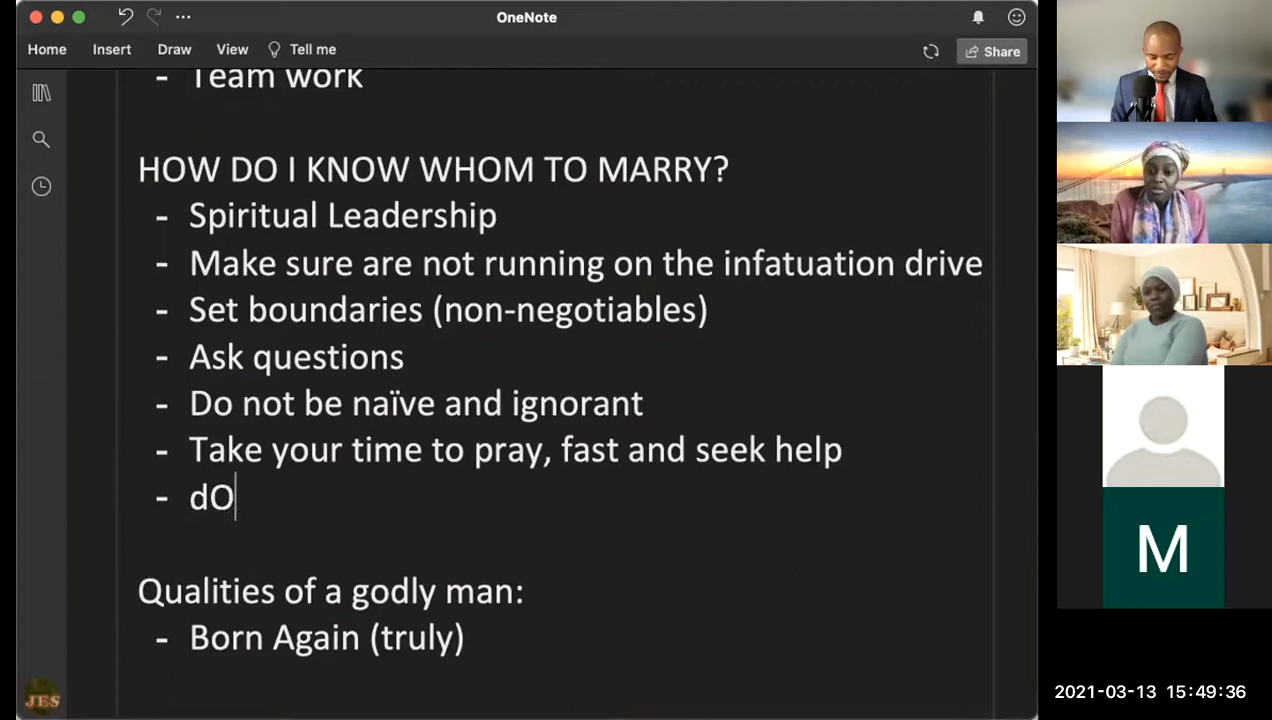 OneNote
Home Insert Draw View Tell me Share
- Team work
HOW DO I KNOW WHOM TO MARRY?
- Spiritual Leadership
- Make sure are not running on the infatuation drive
- Set boundaries (non-negotiables)
- Ask questions
- Do not be naïve and ignorant
- Take your time to pray, fast and seek help
- dO
Qualities of a godly man:
- Born Again (truly)
JES
M
2021-03-13 15:49:36